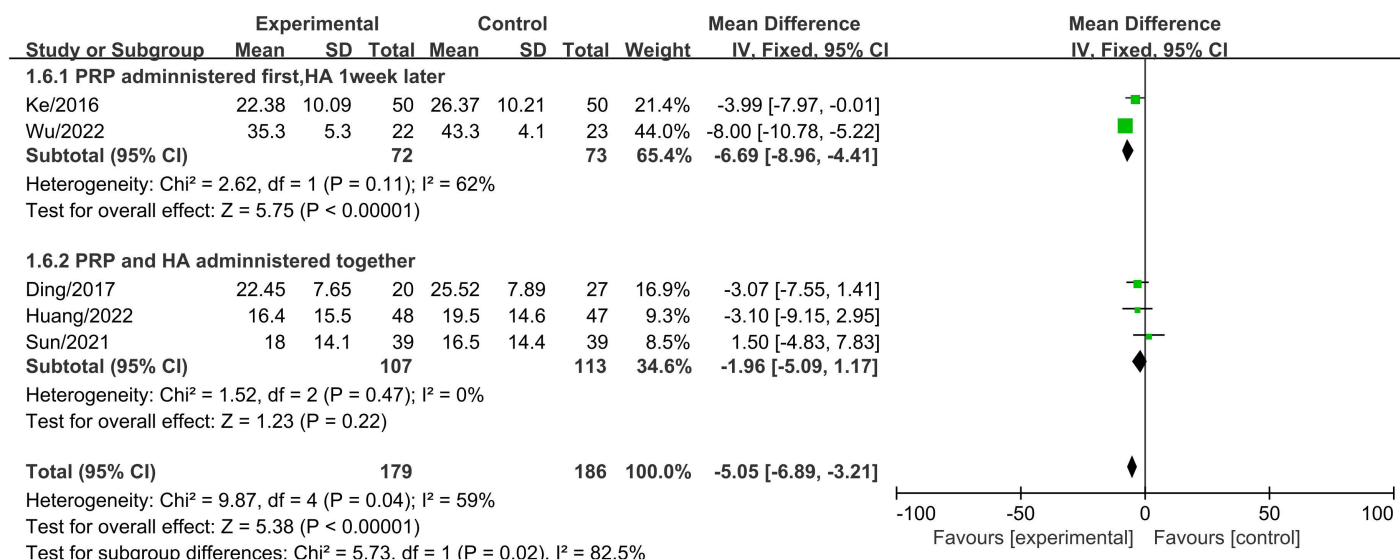 Experimental Control Mean Difference Mean Difference
Study or Subgroup Mean SD Total Mean SD Total Weight IV, Fixed, 95% CI IV, Fixed, 95% CI
1.6.1 PRP adminnistered first,HA 1week later
Ke/2016 22.38 10.09 50 26.37 10.21 50 21.4% -3.99 [-7.97, -0.01]
Wu/2022 35.3 5.3 22 43.3 4.1 23 44.0% -8.00 [-10.78, -5.22]
Subtotal (95% CI) 72 73 65.4% -6.69 [-8.96, -4.41]
Heterogeneity: Chi² = 2.62, df = 1 (P = 0.11); I² = 62%
Test for overall effect: Z = 5.75 (P < 0.00001)
1.6.2 PRP and HA adminnistered together
Ding/2017 22.45 7.65 20 25.52 7.89 27 16.9% -3.07 [-7.55, 1.41]
Huang/2022 16.4 15.5 48 19.5 14.6 47 9.3% -3.10 [-9.15, 2.95]
Sun/2021 18 14.1 39 16.5 14.4 39 8.5% 1.50 [-4.83, 7.83]
Subtotal (95% CI) 107 113 34.6% -1.96 [-5.09, 1.17]
Heterogeneity: Chi² = 1.52, df = 2 (P = 0.47); I² = 0%
Test for overall effect: Z = 1.23 (P = 0.22)
Total (95% CI) 179 186 100.0% -5.05 [-6.89, -3.21]
Heterogeneity: Chi² = 9.87, df = 4 (P = 0.04); I² = 59%
Test for overall effect: Z = 5.38 (P < 0.00001)
Test for subgroup differences: Chi² = 5.73, df = 1 (P = 0.02), I² = 82.5%
-100 -50 0 50 100
Favours [experimental] Favours [control]